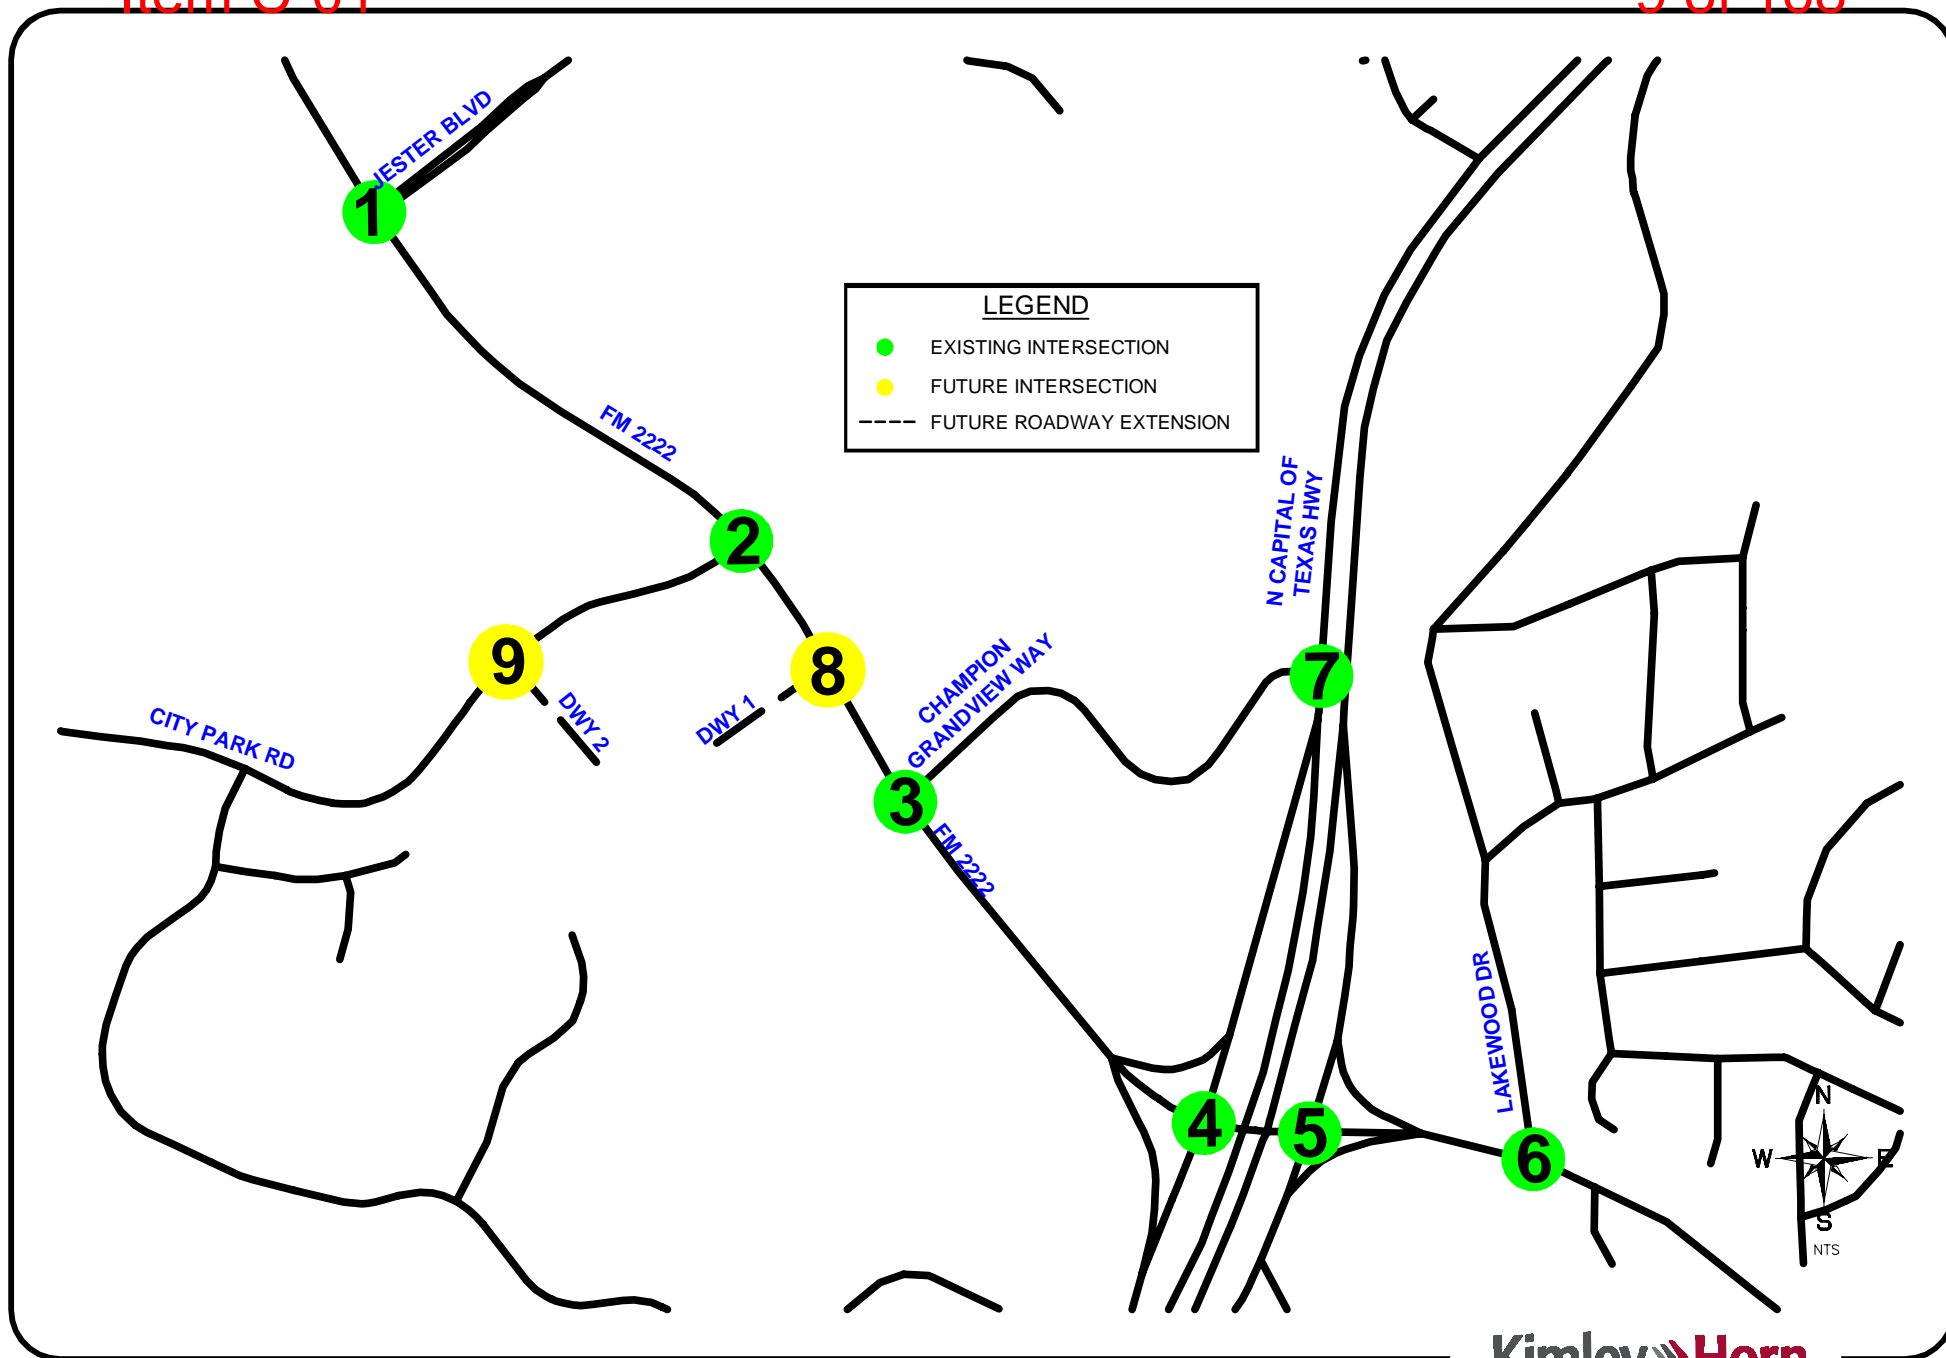 JESTER BLVD
1
LEGEND
EXISTING INTERSECTION
FUTURE INTERSECTION
FUTURE ROADWAY EXTENSION
FM 2222
N CAPITAL OF
TEXAS HWY
2
9
8
7
CHAMPION
GRANDVIEW WAY
DWY 2
DWY 1
CITY PARK RD
3
FM 2222
LAKEWOOD DR
4
5
6
N
W
E
S
NTS
Kimley Horn